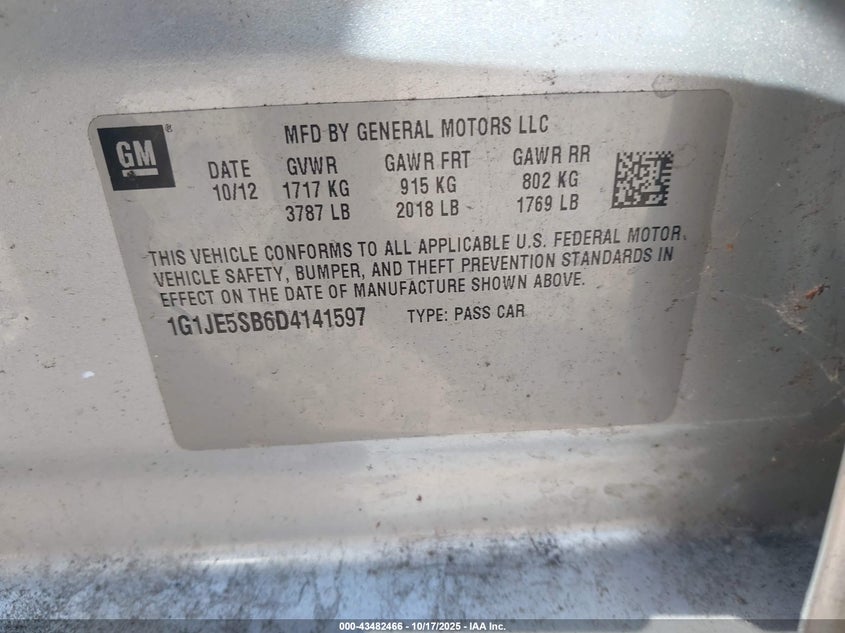 GM ®
MFD BY GENERAL MOTORS LLC
DATE GVWR GAWR FRT GAWR RR
10/12 1717 KG 915 KG 802 KG
3787 LB 2018 LB 1769 LB
THIS VEHICLE CONFORMS TO ALL APPLICABLE U.S. FEDERAL MOTOR
VEHICLE SAFETY, BUMPER, AND THEFT PREVENTION STANDARDS IN
EFFECT ON THE DATE OF MANUFACTURE SHOWN ABOVE.
1G1JE5SB6D4141597 TYPE: PASS CAR
000-43482466 - 10/17/2025 - IAA Inc.